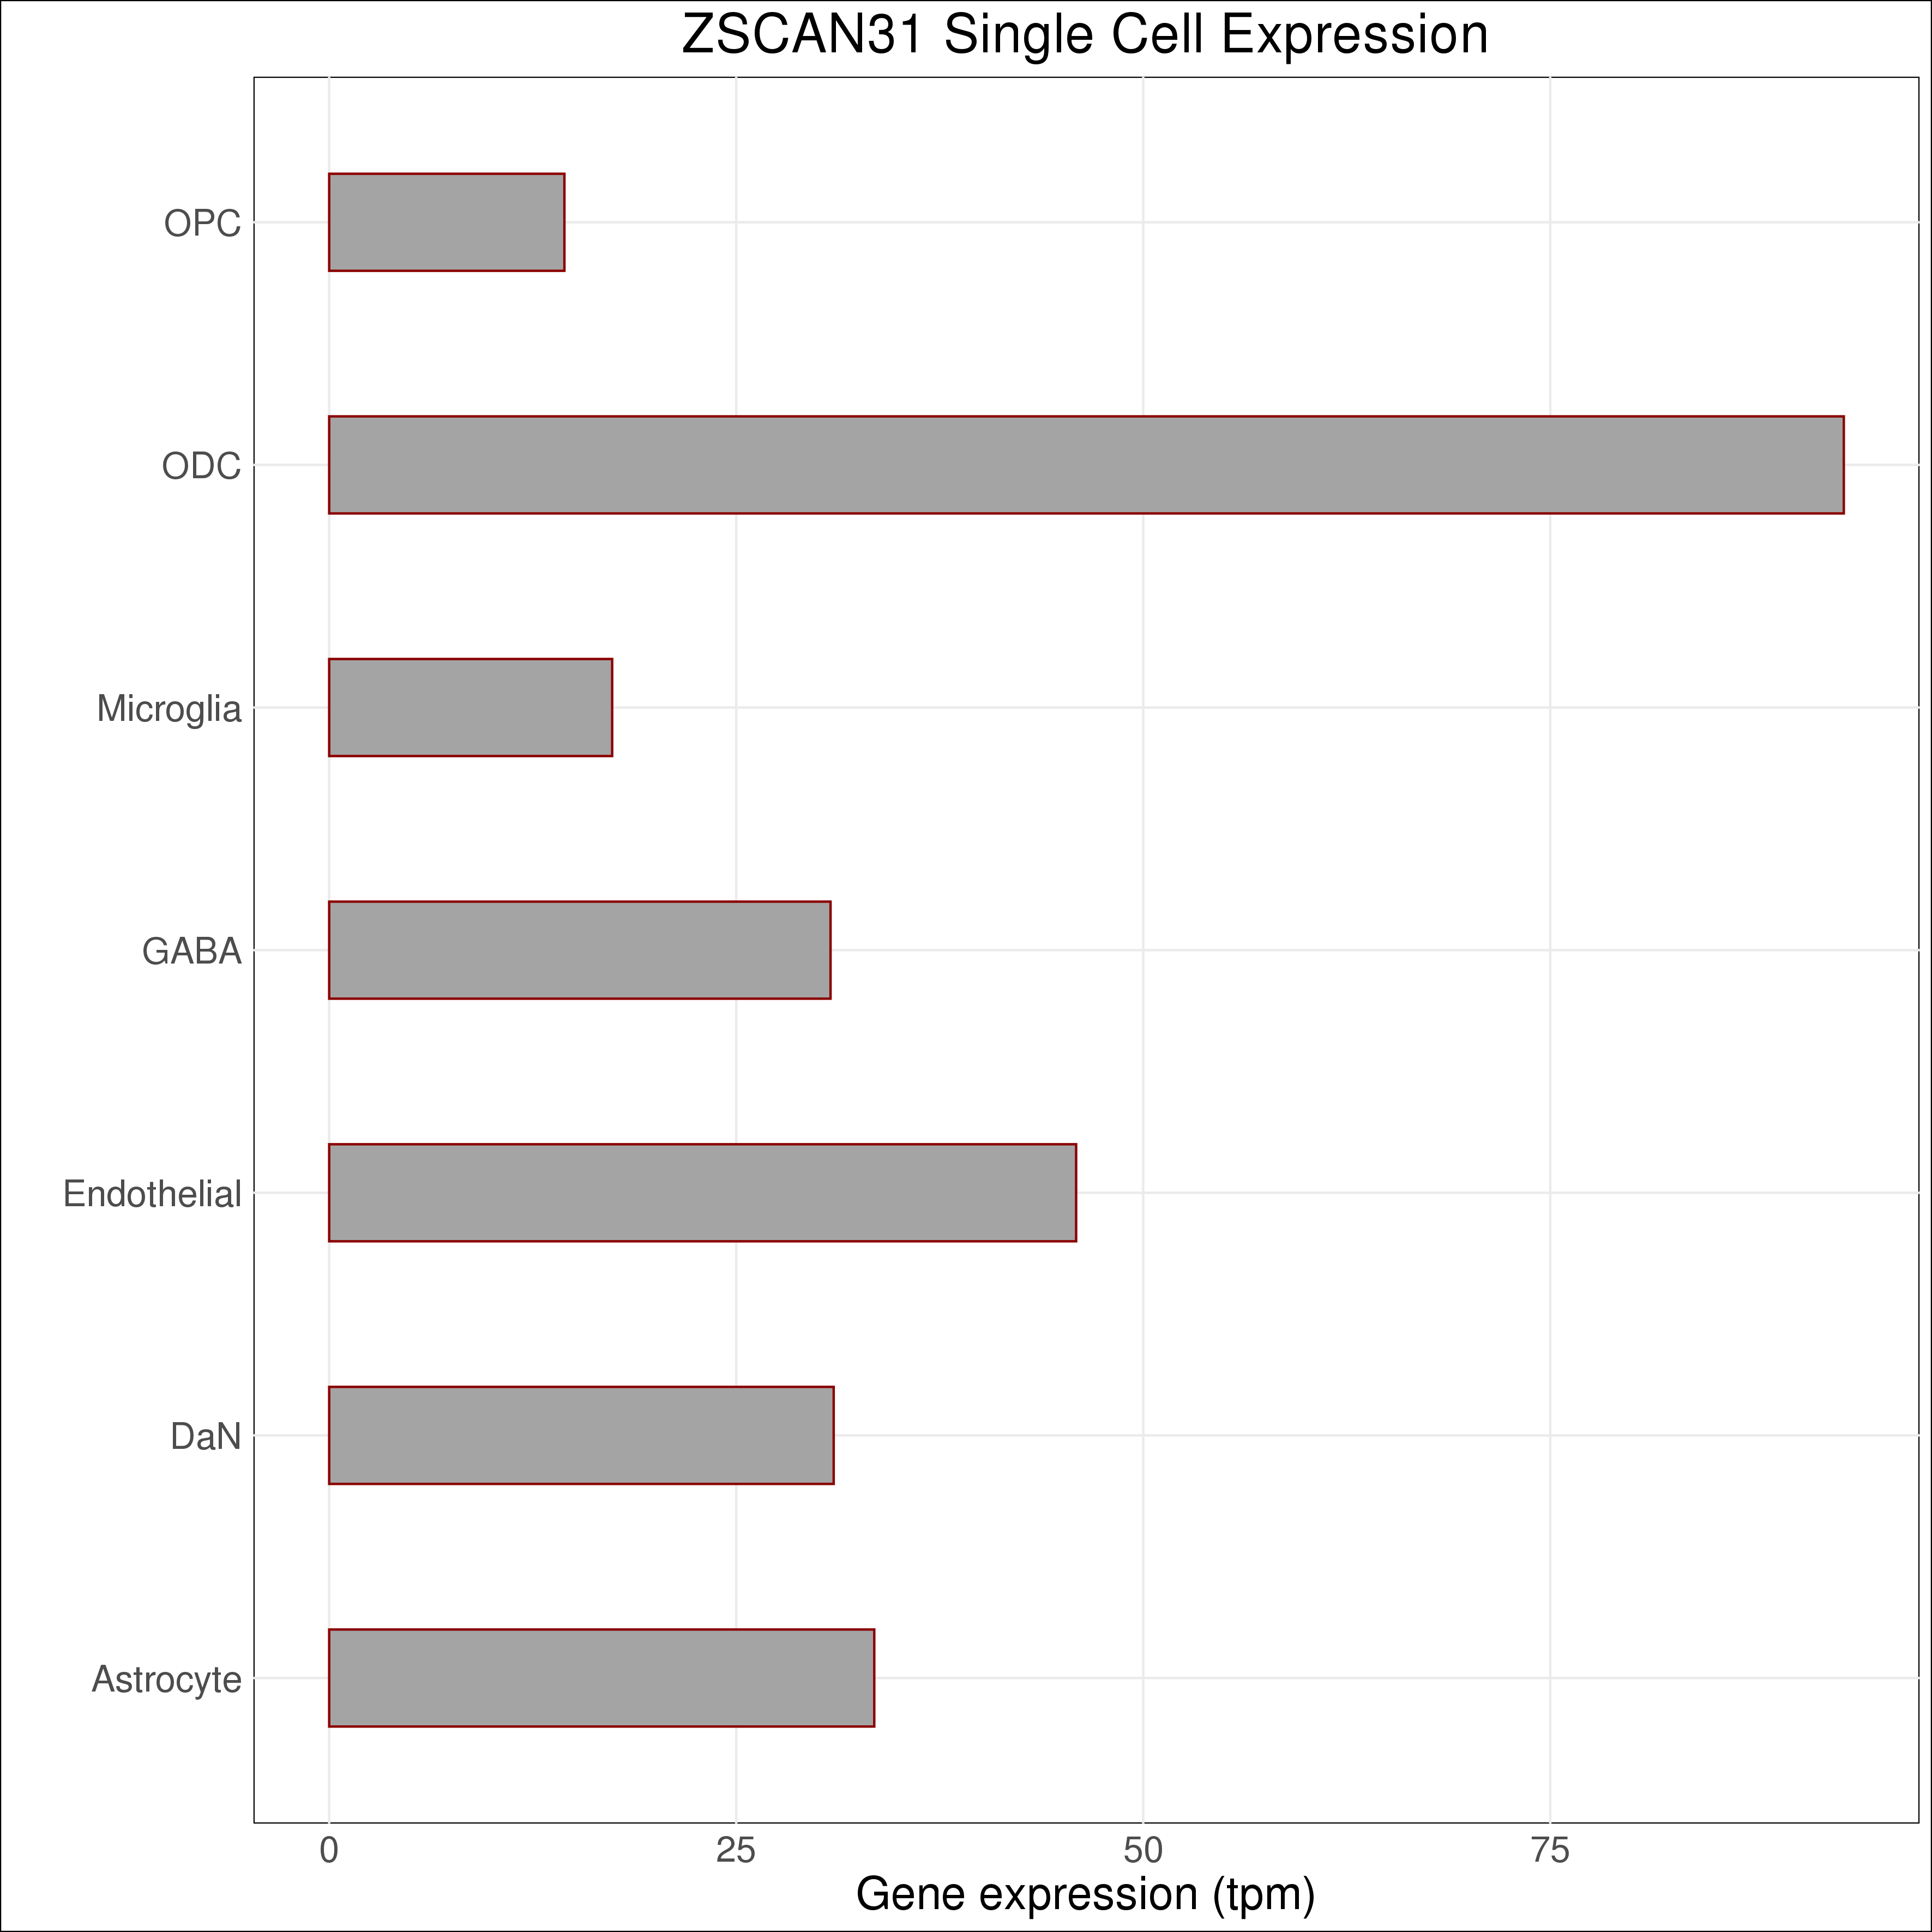 ZSCAN31 Single Cell Expression
OPC
ODC
Microglia
GABA
Endothelial
DaN
Astrocyte
0 25 50 75
Gene expression (tpm)